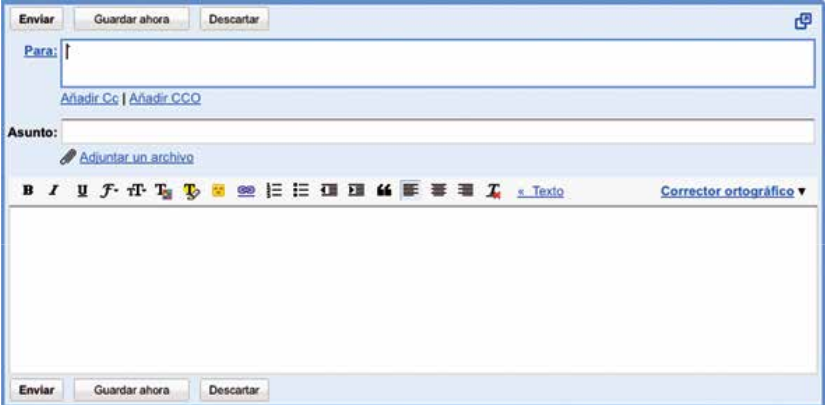 Enviar Guardar ahora Descartar
Para:
Añadir Cc | Añadir CCO
Asunto:
Adjuntar un archivo
B I U « Texto Corrector ortográfico ▼
Enviar Guardar ahora Descartar